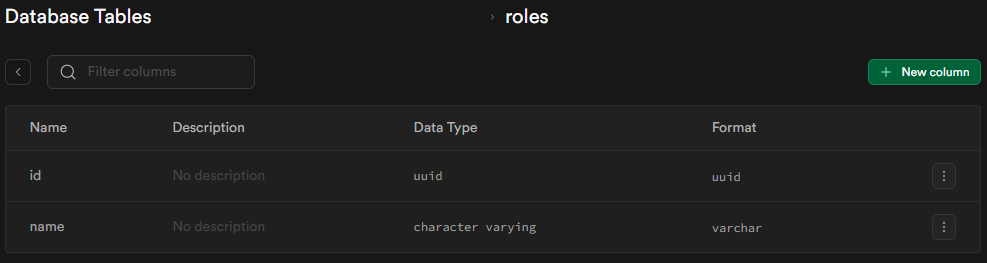 Database Tables › roles
Filter columns
New column
Name Description Data Type Format
id No description uuid uuid
name No description character varying varchar